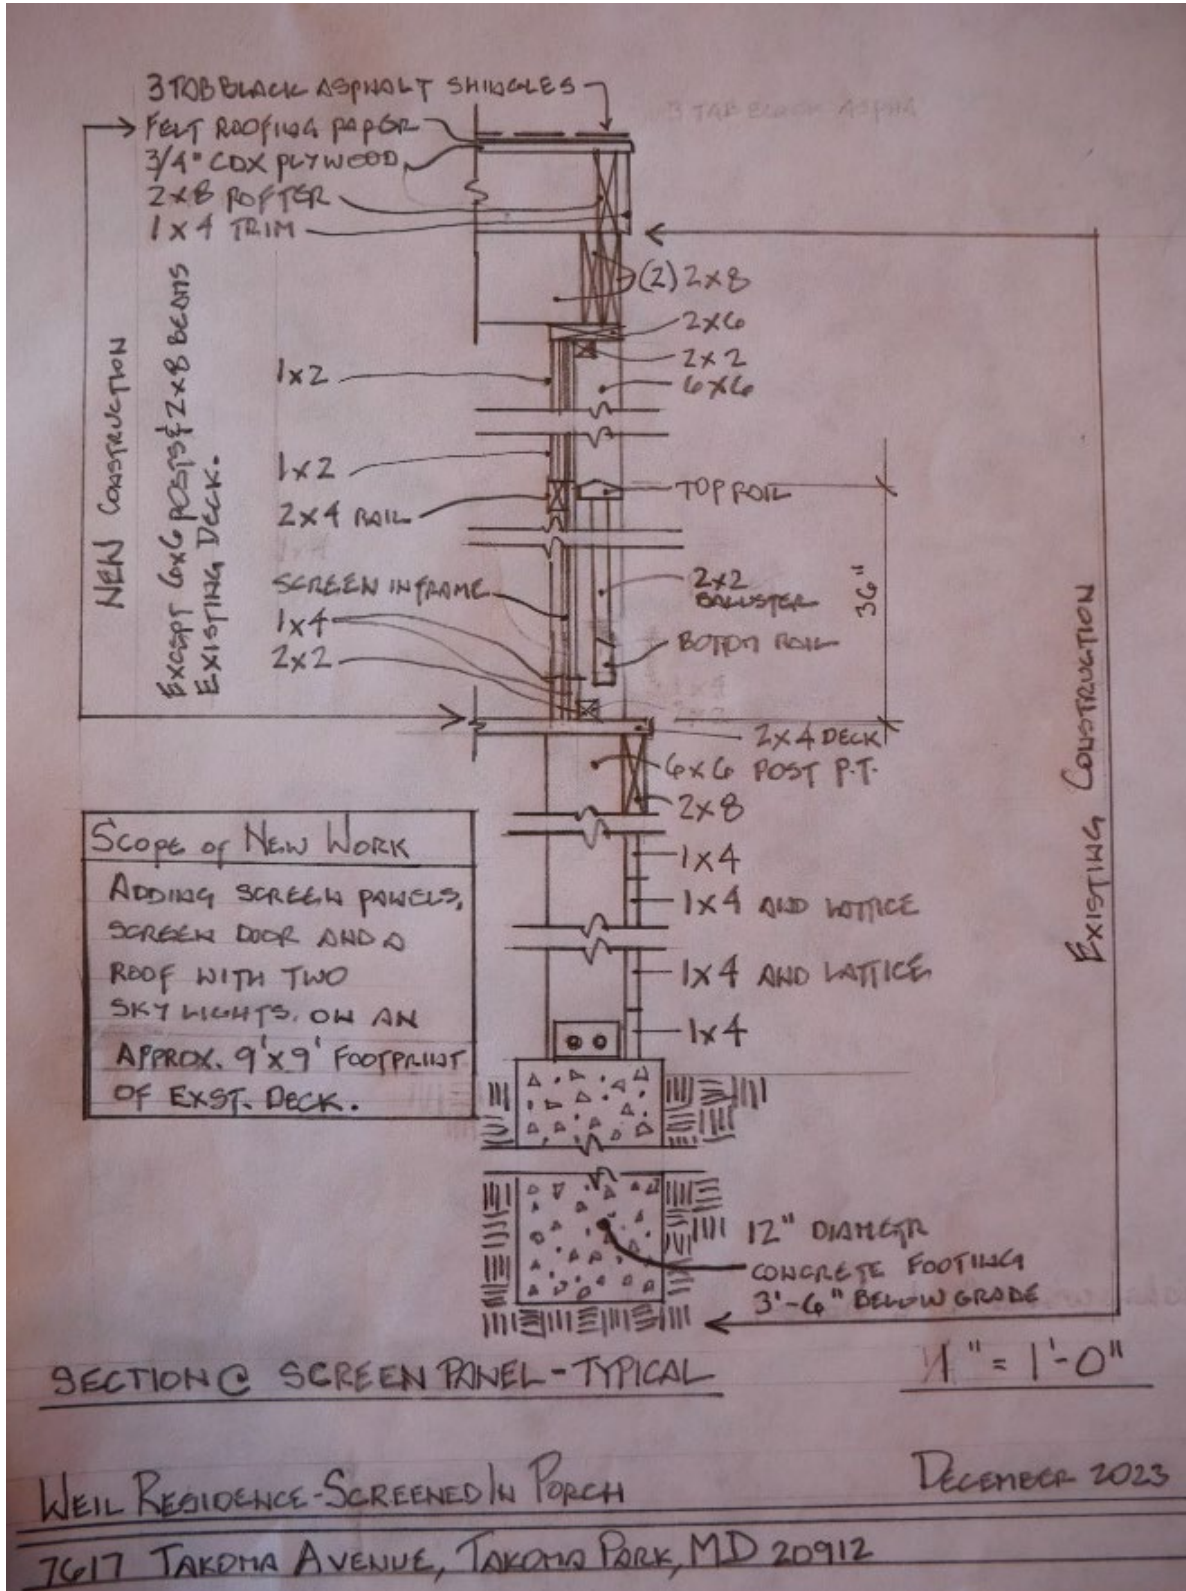 3 TAB BLACK ASPHALT SHINGLES
FELT ROOFING PAPER
3/4" CDX PLYWOOD
2x8 ROFTER
1x4 TRIM
(2) 2x8
2x6
2x2
6x6
1x2
1x2
2x4 RAIL
TOP RAIL
SCREEN IN FRAME
1x4
2x2
2x2
BALUSTER
BOTTOM RAIL
36"
NEW CONSTRUCTION
EXCEPT 6x6 POSTS & 2x8 BEAMS
EXISTING DECK.
2x4 DECK
6x6 POST P.T.
2x8
1x4
1x4 AND LATTICE
1x4 AND LATTICE
1x4
EXISTING CONSTRUCTION
SCOPE OF NEW WORK
ADDING SCREEN PANELS,
SCREEN DOOR AND A
ROOF WITH TWO
SKY LIGHTS. ON AN
APPROX. 9'x9' FOOTPRINT
OF EXST. DECK.
12" DIAMETR
CONCRETE FOOTING
3'-6" BELOW GRADE
SECTION @ SCREEN PANEL - TYPICAL
1" = 1'-0"
WEIL RESIDENCE - SCREENED IN PORCH
DECEMBER 2023
7617 TAKOMA AVENUE, TAKOMA PARK, MD 20912